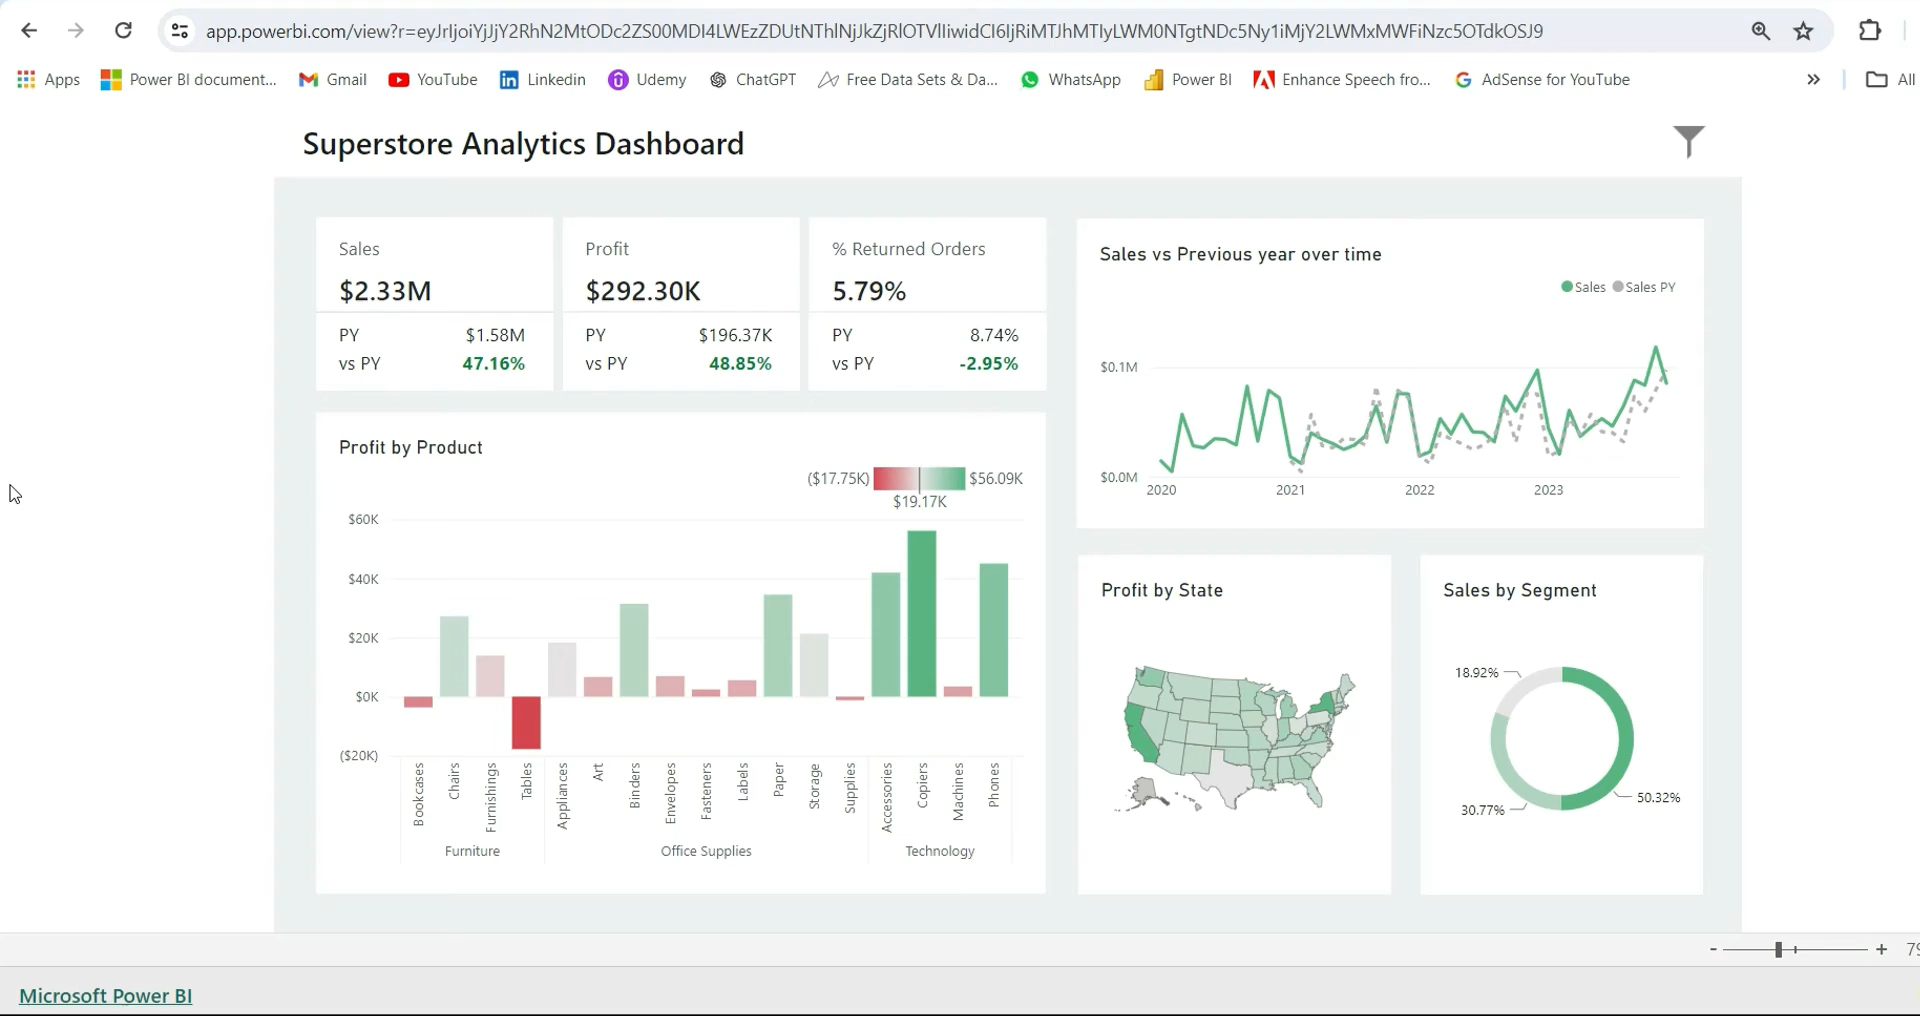 app.powerbi.com/view?r=eyJrIjoiYjJjY2RhN2MtODc2ZS00MDI4LWEzZDUtNThlNjJkZjRlOTVlIiwidCI6IjRiMTJhMTIyLWM0NTgtNDc5Ny1iMjY2LWMxMWFiNzc5OTdkOSJ9
Apps Power BI document... Gmail YouTube Linkedin Udemy ChatGPT Free Data Sets & Da... WhatsApp Power BI Enhance Speech fro... AdSense for YouTube » All
Superstore Analytics Dashboard
Sales
$2.33M
PY $1.58M
vs PY 47.16%
Profit
$292.30K
PY $196.37K
vs PY 48.85%
% Returned Orders
5.79%
PY 8.74%
vs PY -2.95%
Sales vs Previous year over time
Sales Sales PY
$0.1M
$0.0M
2020 2021 2022 2023
Profit by Product
($17.75K) $56.09K
$19.17K
$60K
$40K
$20K
$0K
($20K)
Bookcases
Chairs
Furnishings
Tables
Appliances
Art
Binders
Envelopes
Fasteners
Labels
Paper
Storage
Supplies
Accessories
Copiers
Machines
Phones
Furniture Office Supplies Technology
Profit by State
Sales by Segment
18.92%
50.32%
30.77%
- + 79
Microsoft Power BI